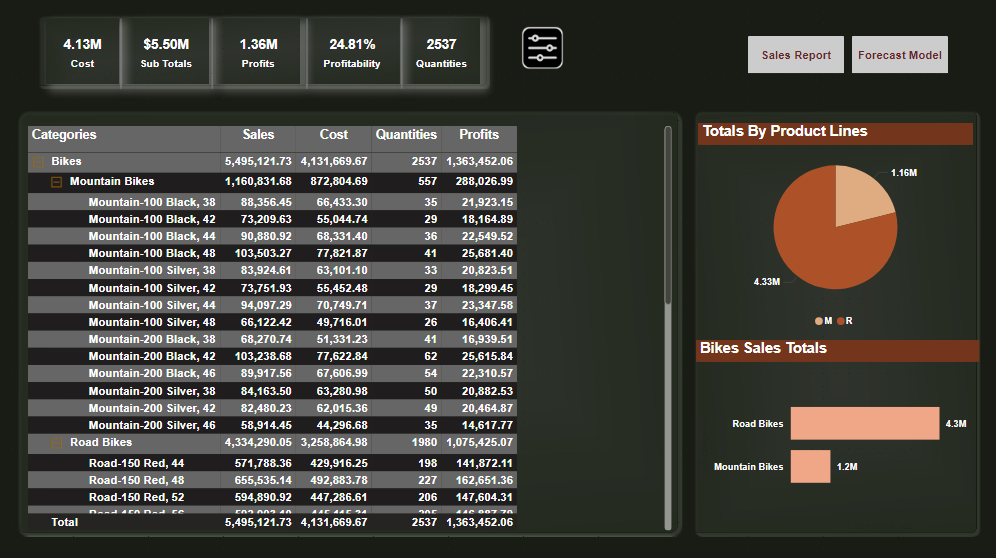 4.13M $5.50M 1.36M 24.81% 2537
Cost Sub Totals Profits Profitability Quantities
Sales Report Forecast Model
Categories Sales Cost Quantities Profits
Bikes 5,495,121.73 4,131,669.67 2537 1,363,452.06
Mountain Bikes 1,160,831.68 872,804.69 557 288,026.99
Mountain-100 Black, 38 88,356.45 66,433.30 35 21,923.15
Mountain-100 Black, 42 73,209.63 55,044.74 29 18,164.89
Mountain-100 Black, 44 90,880.92 68,331.40 36 22,549.52
Mountain-100 Black, 48 103,503.27 77,821.87 41 25,681.40
Mountain-100 Silver, 38 83,924.61 63,101.10 33 20,823.51
Mountain-100 Silver, 42 73,751.93 55,452.48 29 18,299.45
Mountain-100 Silver, 44 94,097.29 70,749.71 37 23,347.58
Mountain-100 Silver, 48 66,122.42 49,716.01 26 16,406.41
Mountain-200 Black, 38 68,270.74 51,331.23 41 16,939.51
Mountain-200 Black, 42 103,238.68 77,622.84 62 25,615.84
Mountain-200 Black, 46 89,917.56 67,606.99 54 22,310.57
Mountain-200 Silver, 38 84,163.50 63,280.98 50 20,882.53
Mountain-200 Silver, 42 82,480.23 62,015.36 49 20,464.87
Mountain-200 Silver, 46 58,914.45 44,296.68 35 14,617.77
Road Bikes 4,334,290.05 3,258,864.98 1980 1,075,425.07
Road-150 Red, 44 571,788.36 429,916.25 198 141,872.11
Road-150 Red, 48 655,535.14 492,883.78 227 162,651.36
Road-150 Red, 52 594,890.92 447,286.61 206 147,604.31
Road-150 Red, 56
Total 5,495,121.73 4,131,669.67 2537 1,363,452.06
Totals By Product Lines
1.16M
4.33M
M R
Bikes Sales Totals
Road Bikes 4.3M
Mountain Bikes 1.2M